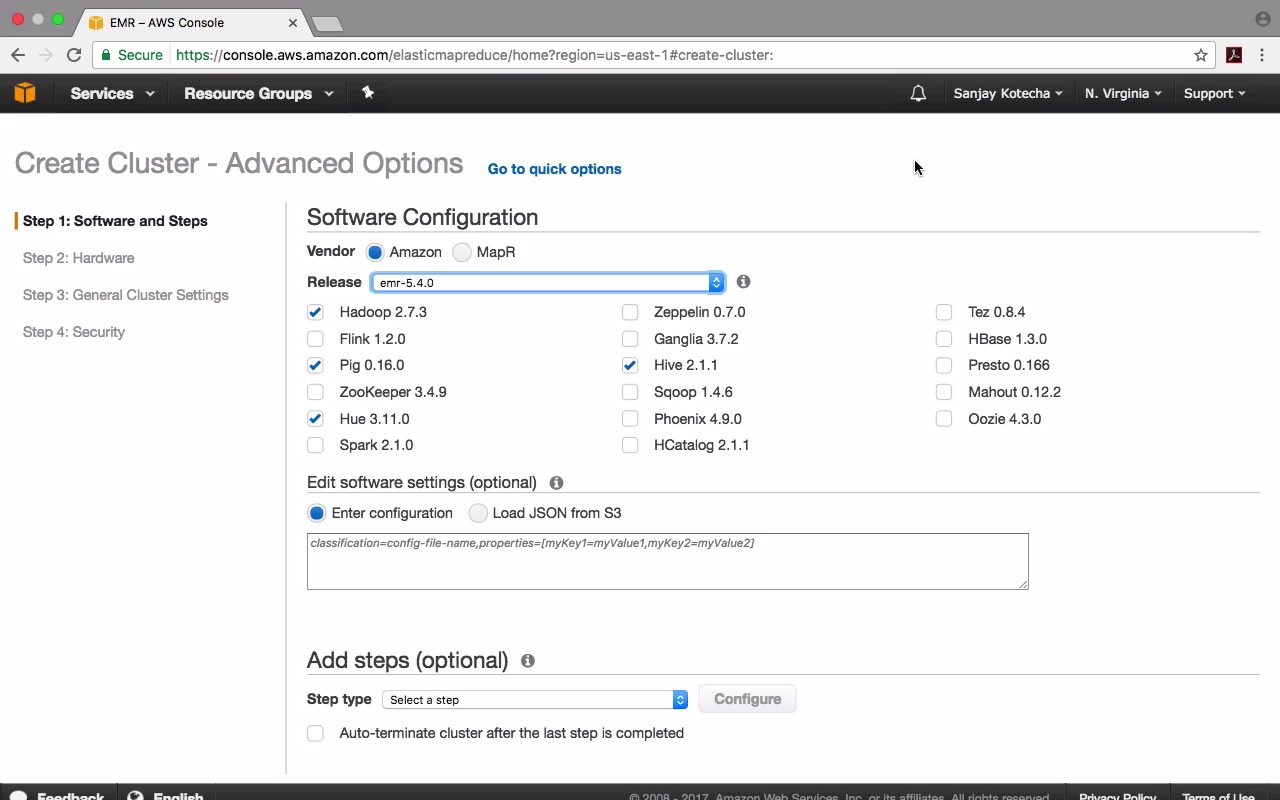 EMR – AWS Console
Secure https://console.aws.amazon.com/elasticmapreduce/home?region=us-east-1#create-cluster:
Services Resource Groups Sanjay Kotecha N. Virginia Support
Create Cluster - Advanced Options Go to quick options
Step 1: Software and Steps
Step 2: Hardware
Step 3: General Cluster Settings
Step 4: Security
Software Configuration
Vendor Amazon MapR
Release emr-5.4.0
Hadoop 2.7.3 Zeppelin 0.7.0 Tez 0.8.4
Flink 1.2.0 Ganglia 3.7.2 HBase 1.3.0
Pig 0.16.0 Hive 2.1.1 Presto 0.166
ZooKeeper 3.4.9 Sqoop 1.4.6 Mahout 0.12.2
Hue 3.11.0 Phoenix 4.9.0 Oozie 4.3.0
Spark 2.1.0 HCatalog 2.1.1
Edit software settings (optional)
Enter configuration Load JSON from S3
classification=config-file-name,properties=[myKey1=myValue1,myKey2=myValue2]
Add steps (optional)
Step type Select a step Configure
Auto-terminate cluster after the last step is completed
Feedback English © 2008 - 2017, Amazon Web Services, Inc. or its affiliates. All rights reserved. Privacy Policy Terms of Use